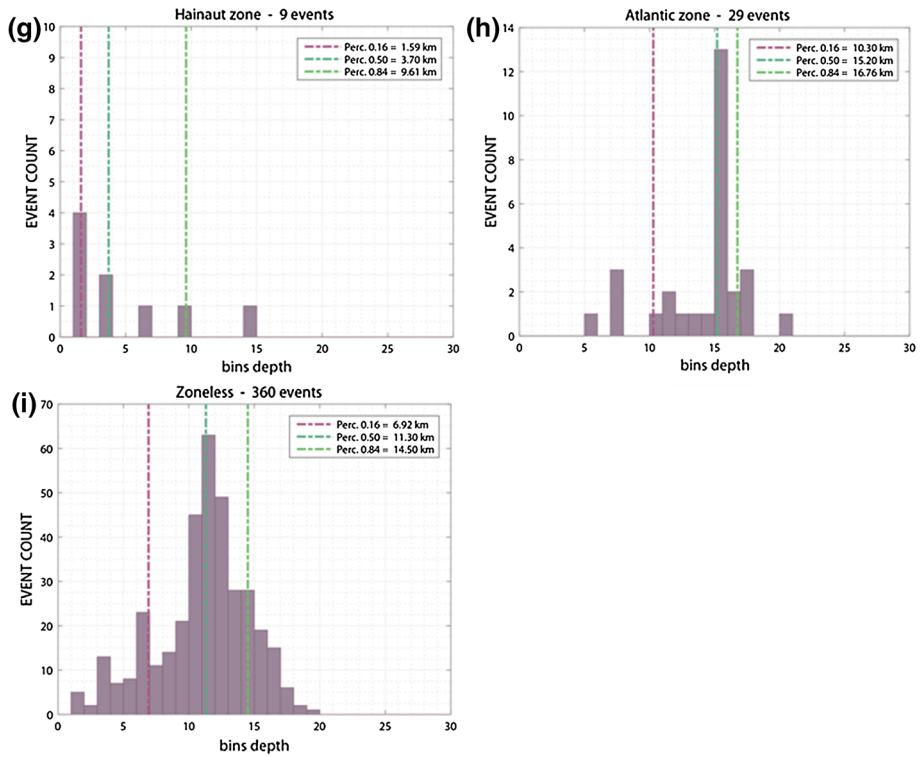 (g)
Hainaut zone - 9 events
Perc. 0.16 = 1.59 km
Perc. 0.50 = 3.70 km
Perc. 0.84 = 9.61 km
10
9
8
7
6
5
4
3
2
1
0
EVENT COUNT
0 5 10 15 20 25 30
bins depth
(h)
Atlantic zone - 29 events
Perc. 0.16 = 10.30 km
Perc. 0.50 = 15.20 km
Perc. 0.84 = 16.76 km
14
12
10
8
6
4
2
0
EVENT COUNT
0 5 10 15 20 25 30
bins depth
(i)
Zoneless - 360 events
Perc. 0.16 = 6.92 km
Perc. 0.50 = 11.30 km
Perc. 0.84 = 14.50 km
70
60
50
40
30
20
10
0
EVENT COUNT
0 5 10 15 20 25 30
bins depth